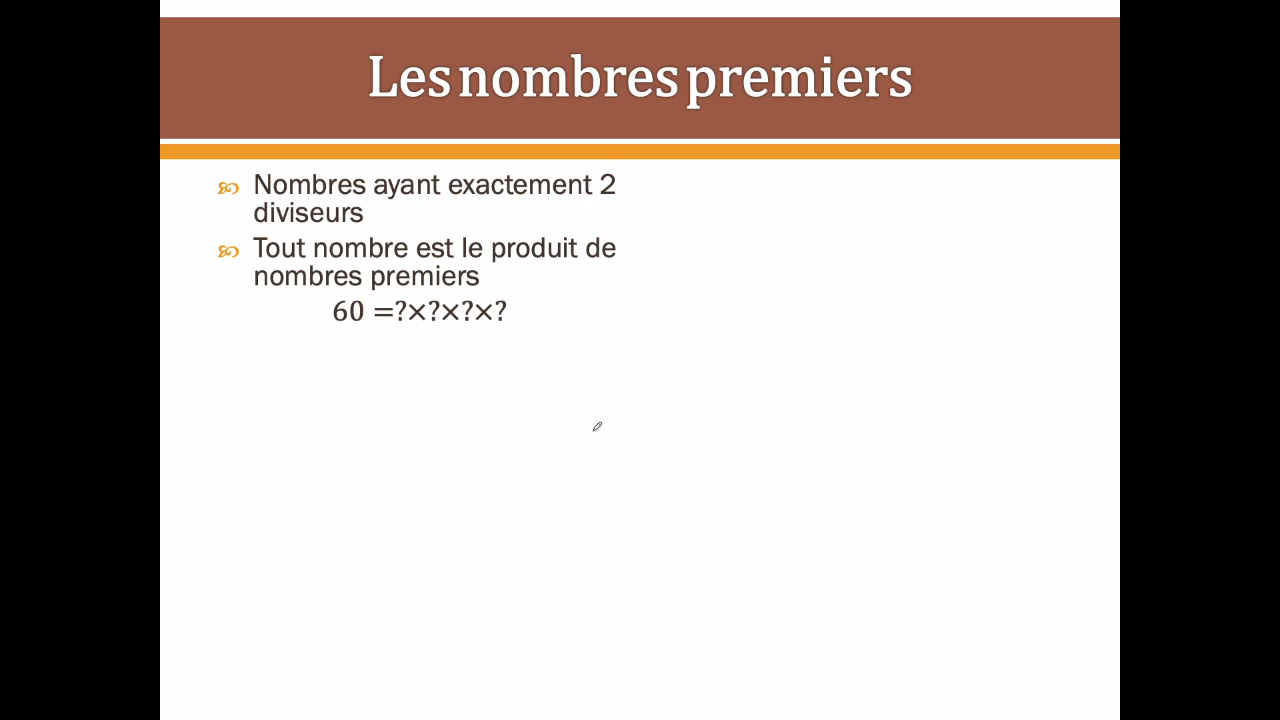 Les nombres premiers
Nombres ayant exactement 2
diviseurs
Tout nombre est le produit de
nombres premiers
60 =?×?×?×?